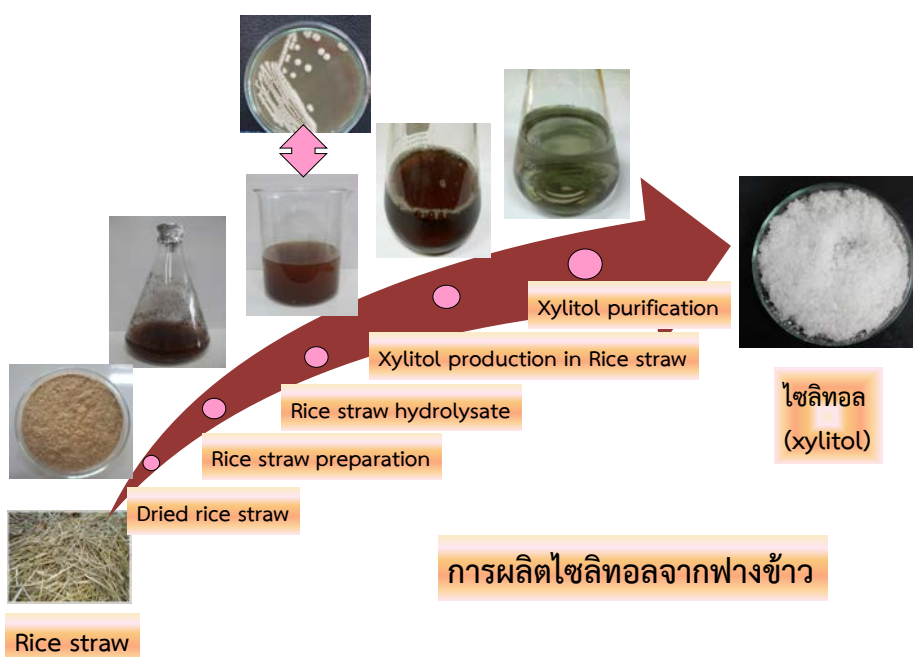 Xylitol purification
Xylitol production in Rice straw
Rice straw hydrolysate
Rice straw preparation
Dried rice straw
Rice straw
ไซลิทอล
(xylitol)
การผลิตไซลิทอลจากฟางข้าว